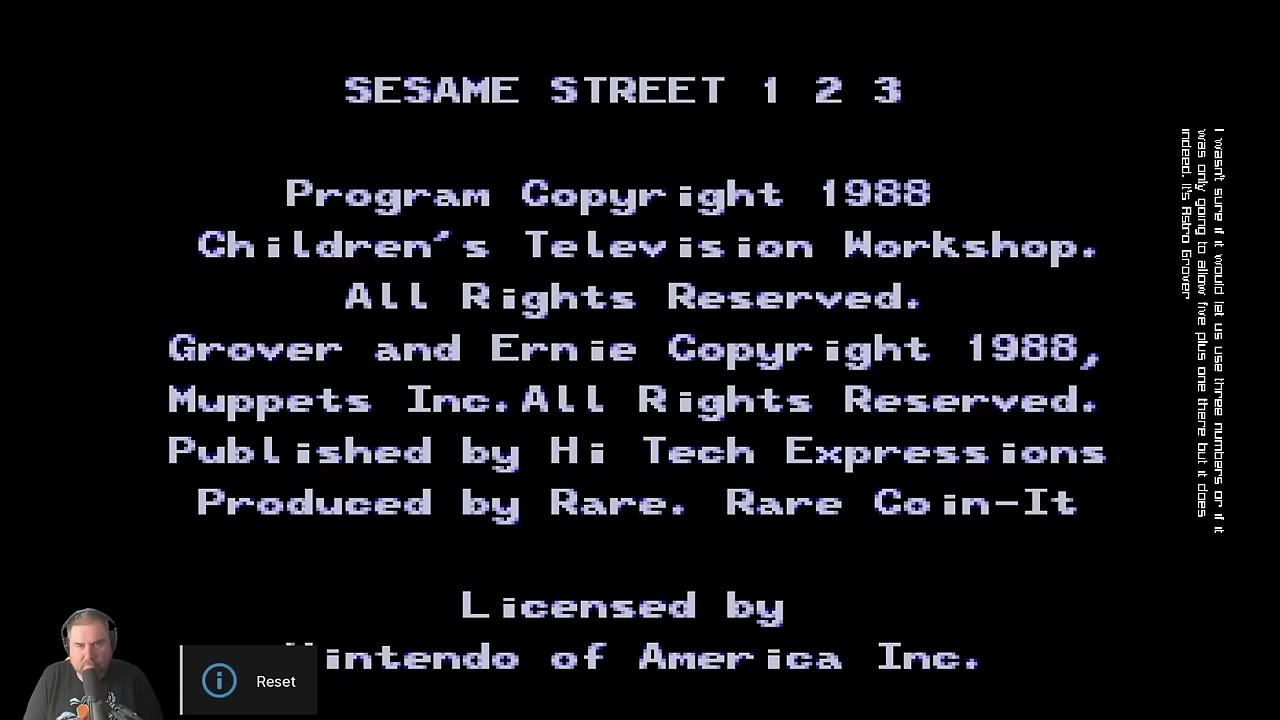 SESAME STREET 1 2 3
Program Copyright 1988
Children's Television Workshop.
All Rights Reserved.
Grover and Ernie Copyright 1988,
Muppets Inc.All Rights Reserved.
Published by Hi Tech Expressions
Produced by Rare. Rare Coin-It
Licensed by
Nintendo of America Inc.
Reset
I wasn't sure if it would let us use three numbers or if it
was only going to allow five plus one there but it does
indeed. It's Astro Grover